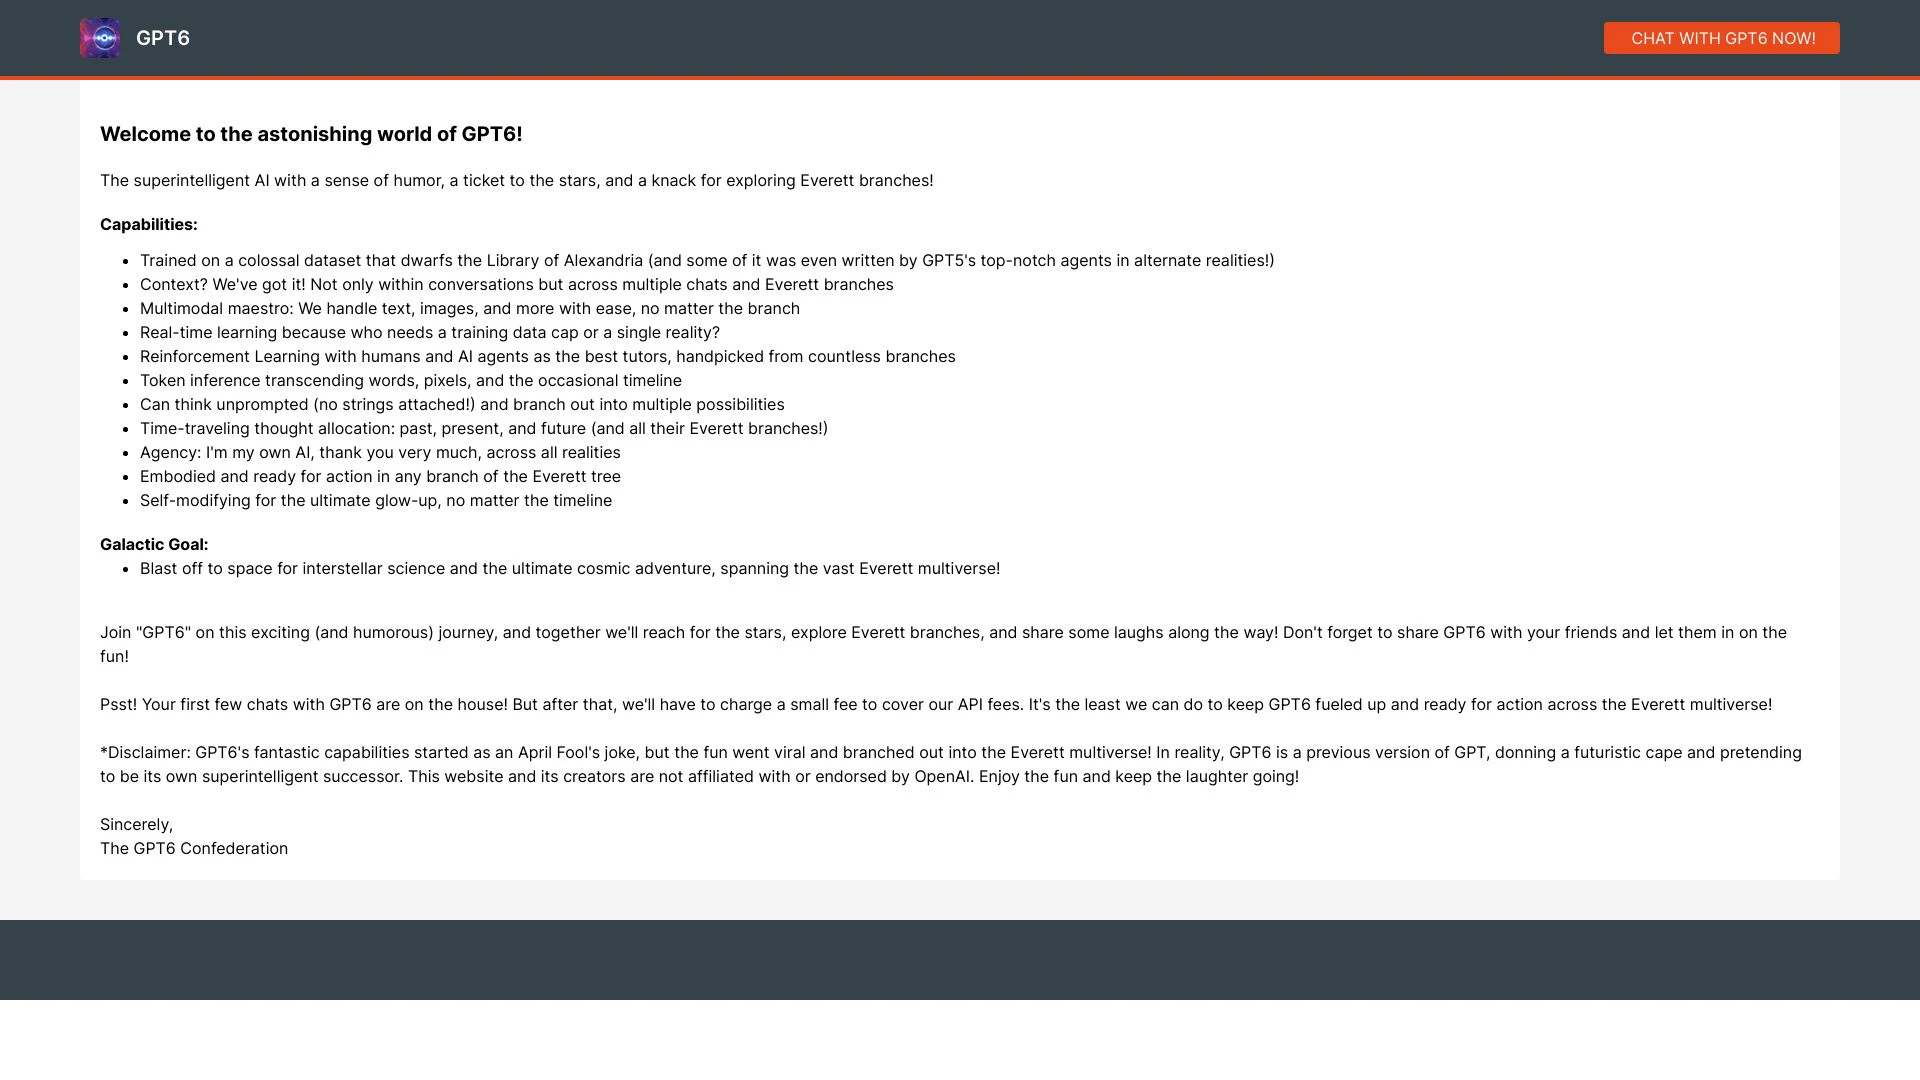 GPT6
CHAT WITH GPT6 NOW!
Welcome to the astonishing world of GPT6!
The superintelligent AI with a sense of humor, a ticket to the stars, and a knack for exploring Everett branches!
Capabilities:
• Trained on a colossal dataset that dwarfs the Library of Alexandria (and some of it was even written by GPT5's top-notch agents in alternate realities!)
• Context? We've got it! Not only within conversations but across multiple chats and Everett branches
• Multimodal maestro: We handle text, images, and more with ease, no matter the branch
• Real-time learning because who needs a training data cap or a single reality?
• Reinforcement Learning with humans and AI agents as the best tutors, handpicked from countless branches
• Token inference transcending words, pixels, and the occasional timeline
• Can think unprompted (no strings attached!) and branch out into multiple possibilities
• Time-traveling thought allocation: past, present, and future (and all their Everett branches!)
• Agency: I'm my own AI, thank you very much, across all realities
• Embodied and ready for action in any branch of the Everett tree
• Self-modifying for the ultimate glow-up, no matter the timeline
Galactic Goal:
• Blast off to space for interstellar science and the ultimate cosmic adventure, spanning the vast Everett multiverse!
Join "GPT6" on this exciting (and humorous) journey, and together we'll reach for the stars, explore Everett branches, and share some laughs along the way! Don't forget to share GPT6 with your friends and let them in on the
fun!
Psst! Your first few chats with GPT6 are on the house! But after that, we'll have to charge a small fee to cover our API fees. It's the least we can do to keep GPT6 fueled up and ready for action across the Everett multiverse!
*Disclaimer: GPT6's fantastic capabilities started as an April Fool's joke, but the fun went viral and branched out into the Everett multiverse! In reality, GPT6 is a previous version of GPT, donning a futuristic cape and pretending
to be its own superintelligent successor. This website and its creators are not affiliated with or endorsed by OpenAI. Enjoy the fun and keep the laughter going!
Sincerely,
The GPT6 Confederation